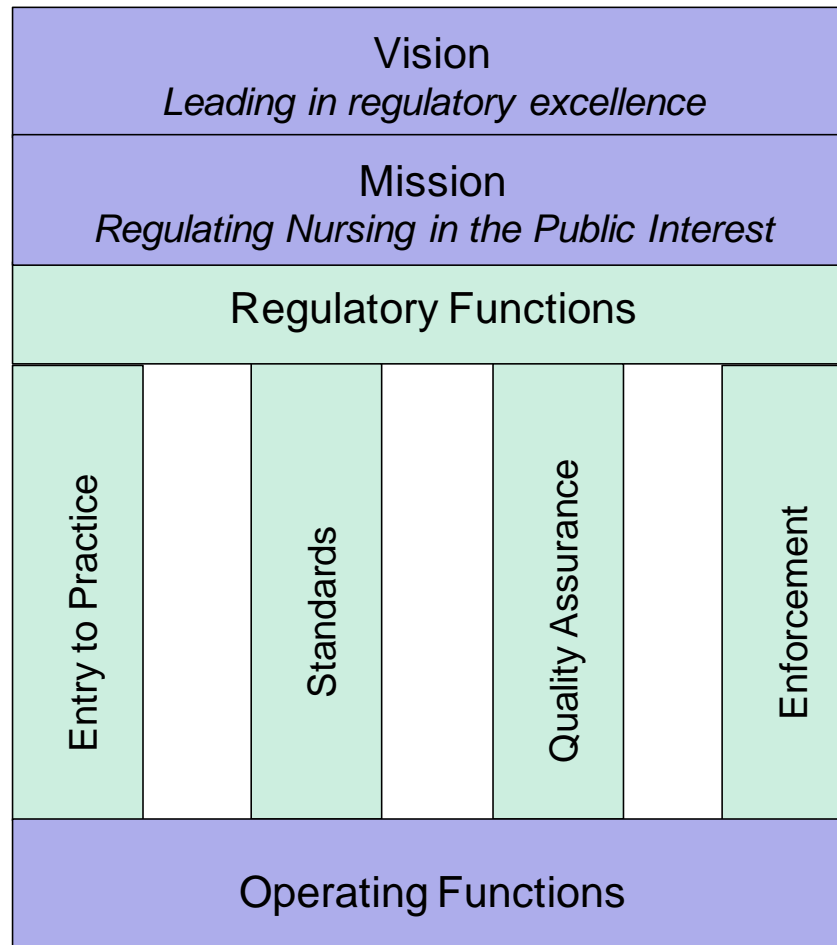 Vision
Leading in regulatory excellence
Mission
Regulating Nursing in the Public Interest
Regulatory Functions
Entry to Practice
Standards
Quality Assurance
Enforcement
Operating Functions